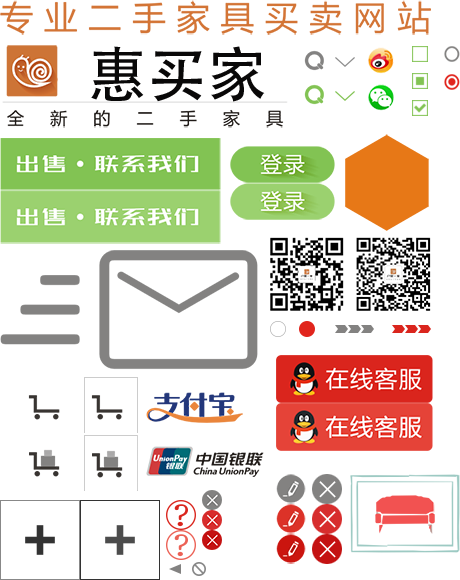 专业二手家具买卖网站
惠买家
全新的二手家具
出售·联系我们
登录
出售·联系我们
登录
在线客服
支付宝
在线客服
UnionPay
银联
中国银联
China UnionPay
?
?